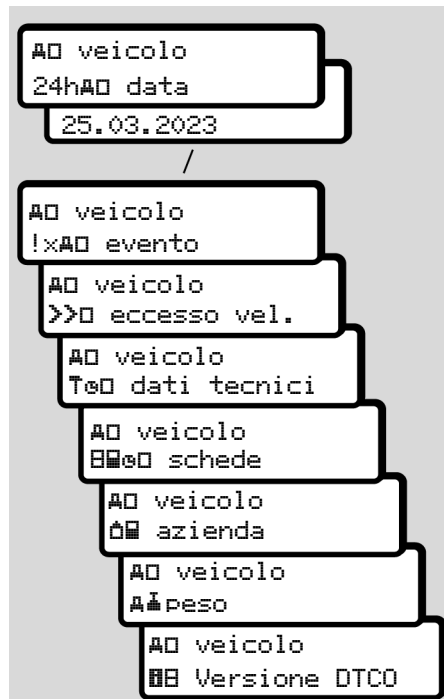 veicolo
24h data
25.03.2023
/
veicolo
!x evento
veicolo
>> eccesso vel.
veicolo
dati tecnici
veicolo
schede
veicolo
azienda
veicolo
peso
veicolo
Versione DTCO